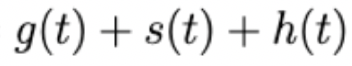 g(t) + s(t) + h(t)